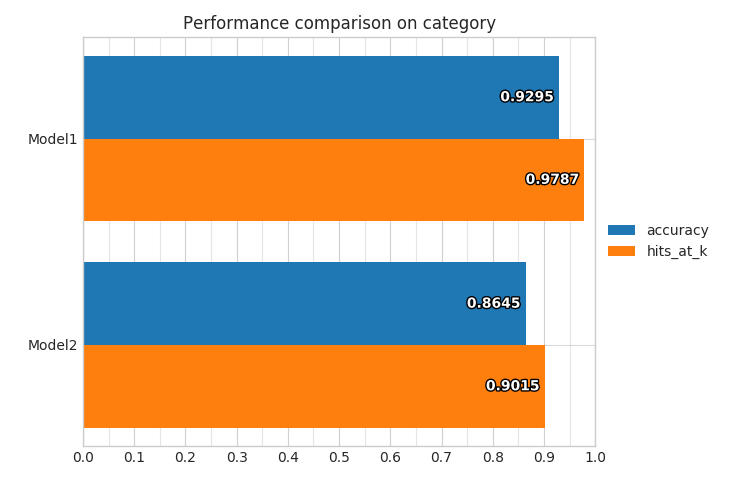 Performance comparison on category
0.9295
Model1
0.9787
accuracy
hits_at_k
0.8645
Model2
0.9015
0.0 0.1 0.2 0.3 0.4 0.5 0.6 0.7 0.8 0.9 1.0